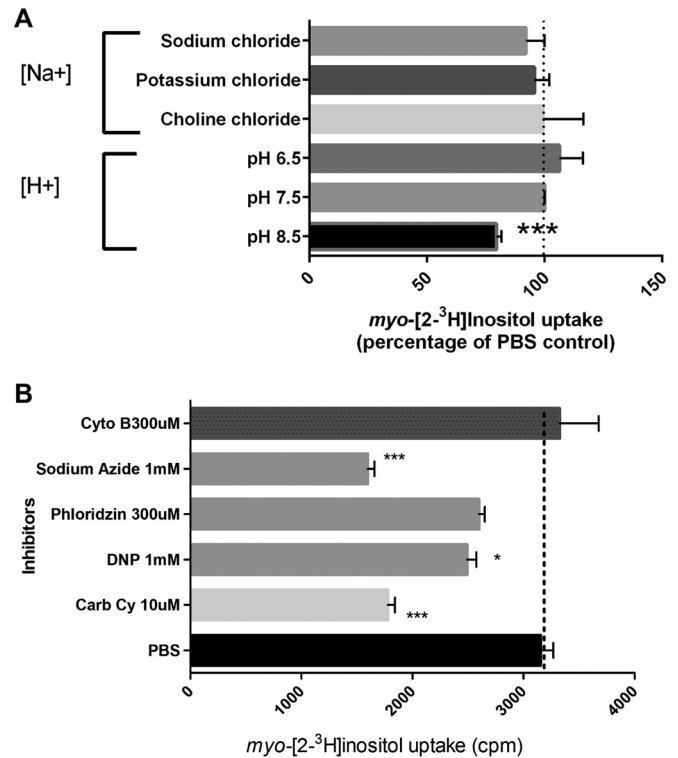 A
[Na+]
Sodium chloride
Potassium chloride
Choline chloride
[H+]
pH 6.5
pH 7.5
pH 8.5
***
0
50
100
150
myo-[2-³H]Inositol uptake
(percentage of PBS control)
B
Inhibitors
Cyto B300uM
Sodium Azide 1mM
***
Phloridzin 300uM
DNP 1mM
*
Carb Cy 10uM
***
PBS
0
1000
2000
3000
4000
myo-[2-³H]inositol uptake (cpm)